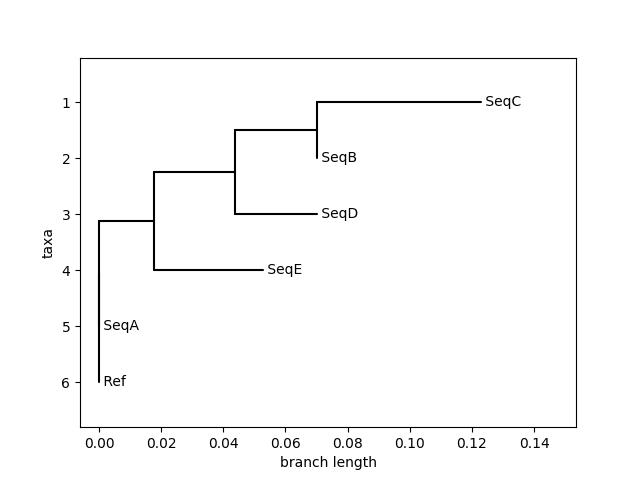 1
SeqC
2
SeqB
3
SeqD
taxa
4
SeqE
5
SeqA
6
Ref
0.00 0.02 0.04 0.06 0.08 0.10 0.12 0.14
branch length